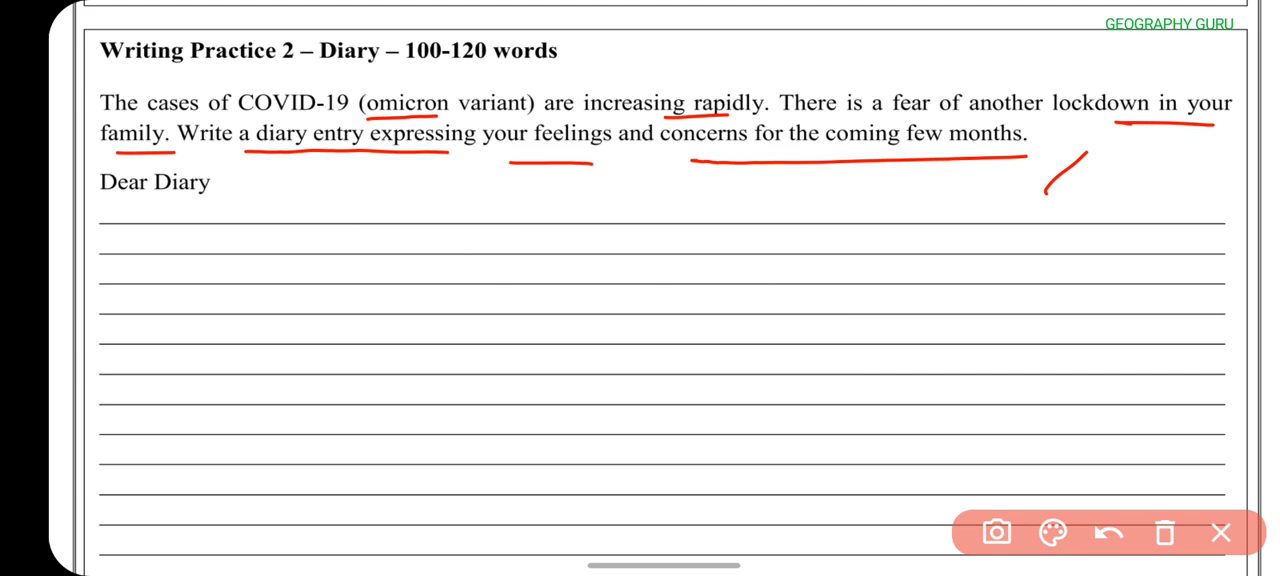 GEOGRAPHY GURU
Writing Practice 2 – Diary – 100-120 words
The cases of COVID-19 (omicron variant) are increasing rapidly. There is a fear of another lockdown in your
family. Write a diary entry expressing your feelings and concerns for the coming few months.
Dear Diary